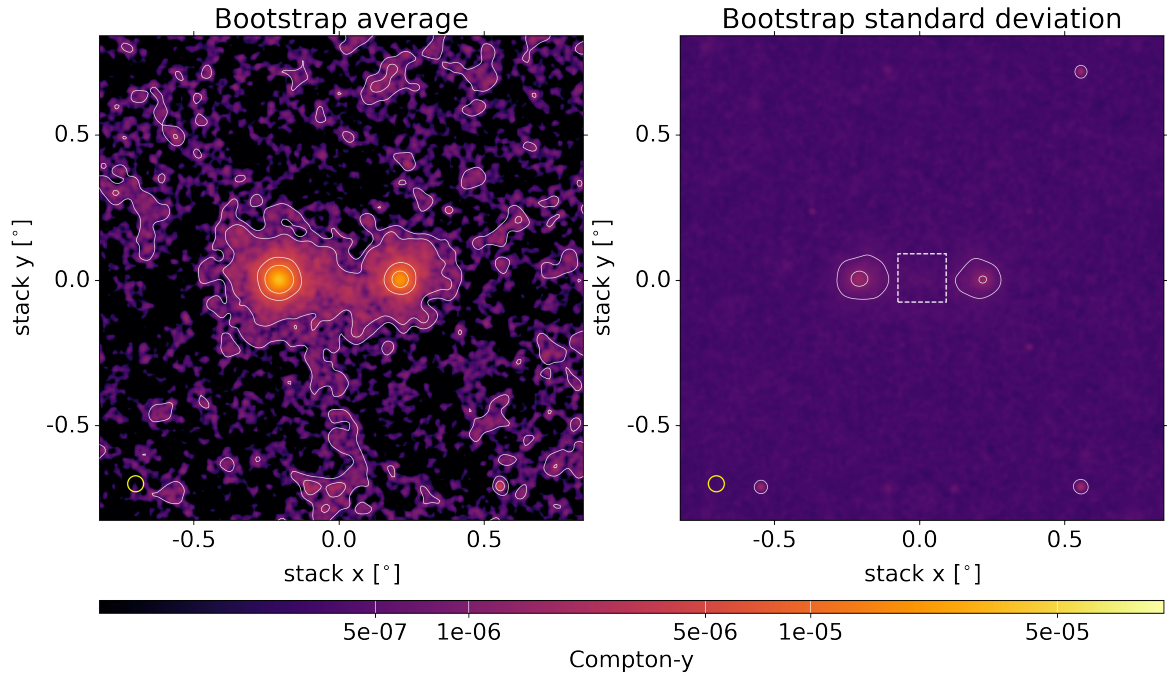 Bootstrap average
Bootstrap standard deviation
0.5
0.0
-0.5
stack y [°]
-0.5 0.0 0.5
stack x [°]
0.5
0.0
-0.5
stack y [°]
-0.5 0.0 0.5
stack x [°]
5e-07 1e-06 5e-06 1e-05 5e-05
Compton-y